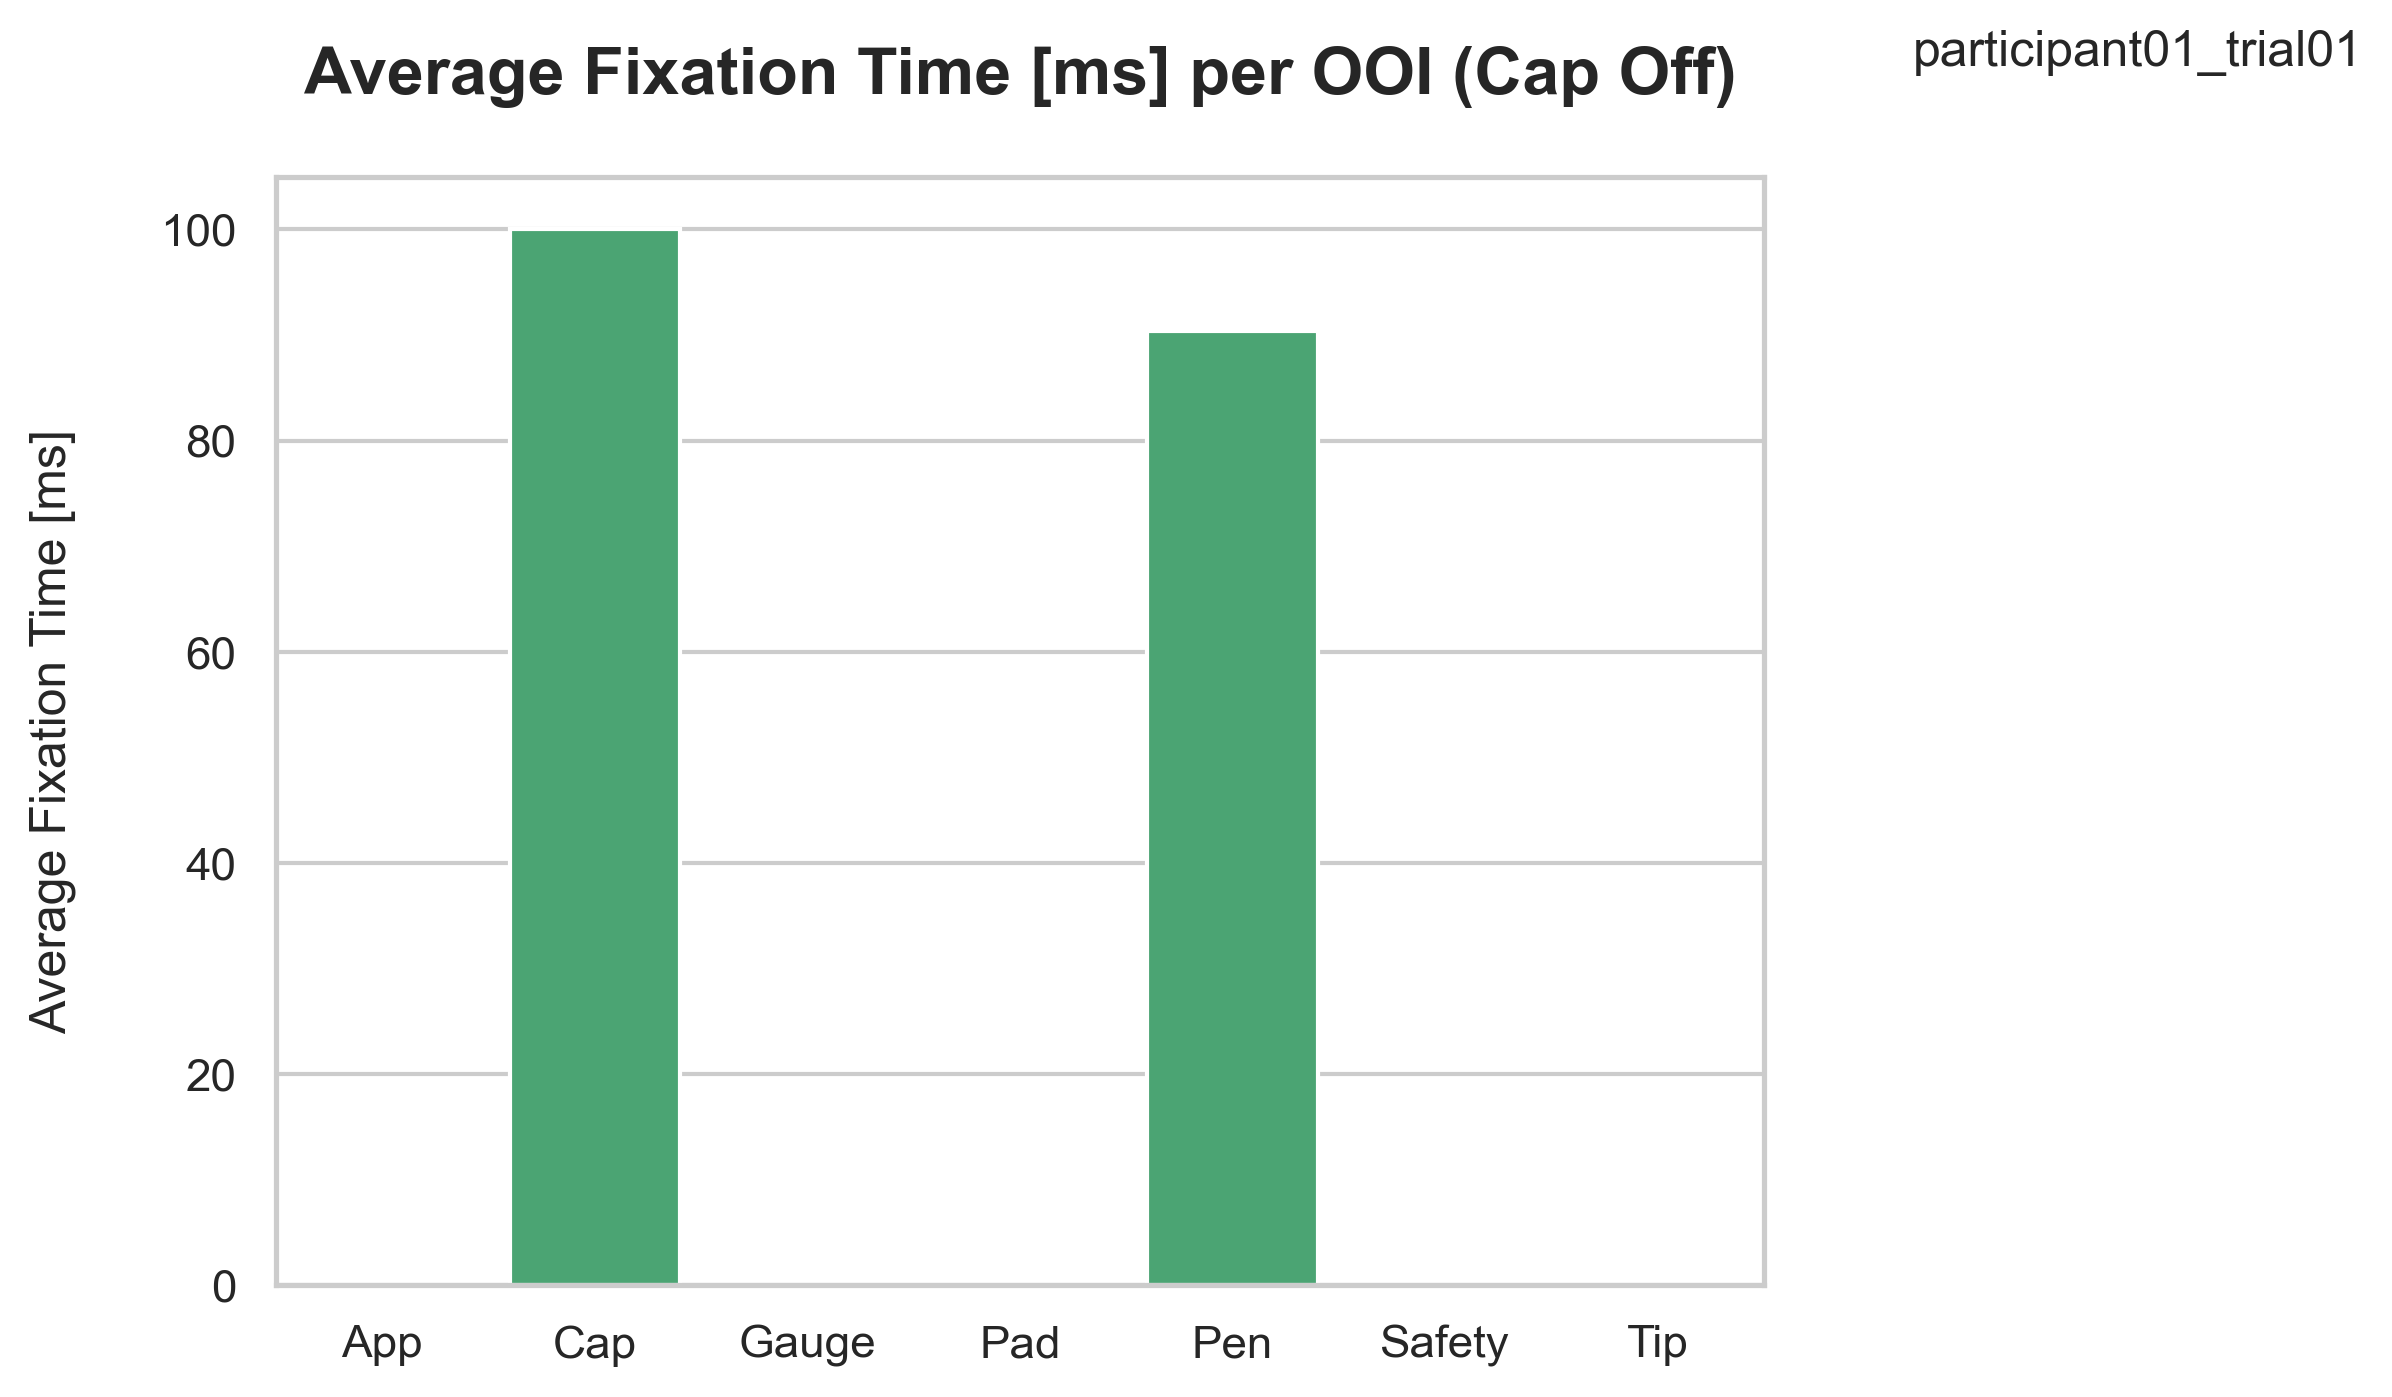 Average Fixation Time [ms] per OOI (Cap Off)
participant01_trial01
Average Fixation Time [ms]
100
80
60
40
20
0
App Cap Gauge Pad Pen Safety Tip